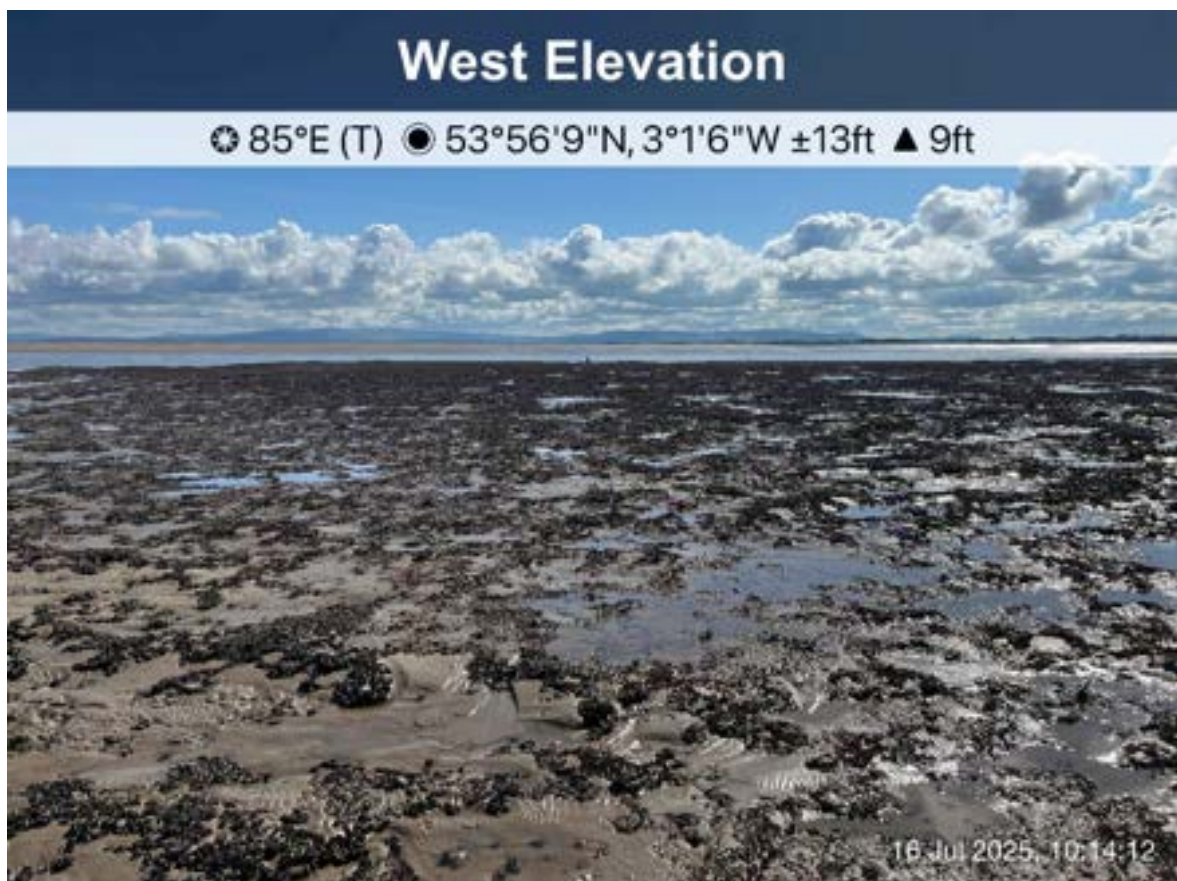 West Elevation
85°E (T) 53°56'9"N, 3°1'6"W ±13ft ▲ 9ft
16 Jul 2025, 10:14:12